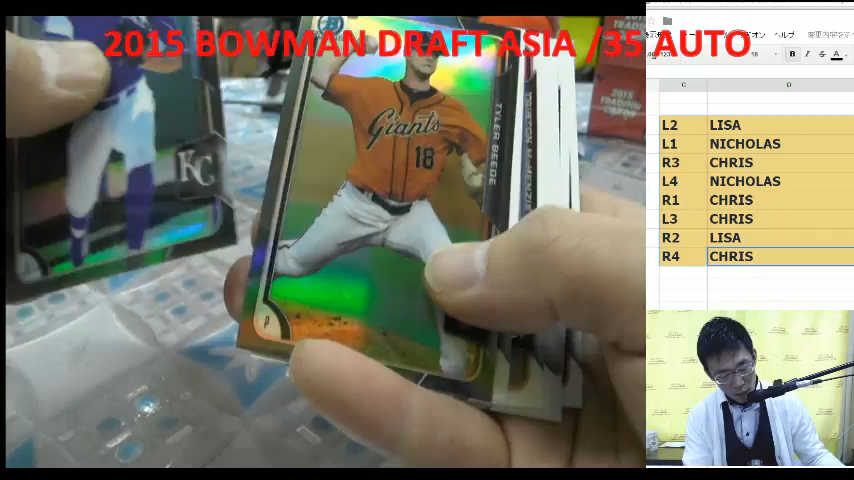 2015 BOWMAN DRAFT ASIA /35 AUTO
KC
Giants
18
TYLER BEEDE
P
ヘルプ
18
B I S A
C D
L2 LISA
L1 NICHOLAS
R3 CHRIS
L4 NICHOLAS
R1 CHRIS
L3 CHRIS
R2 LISA
R4 CHRIS